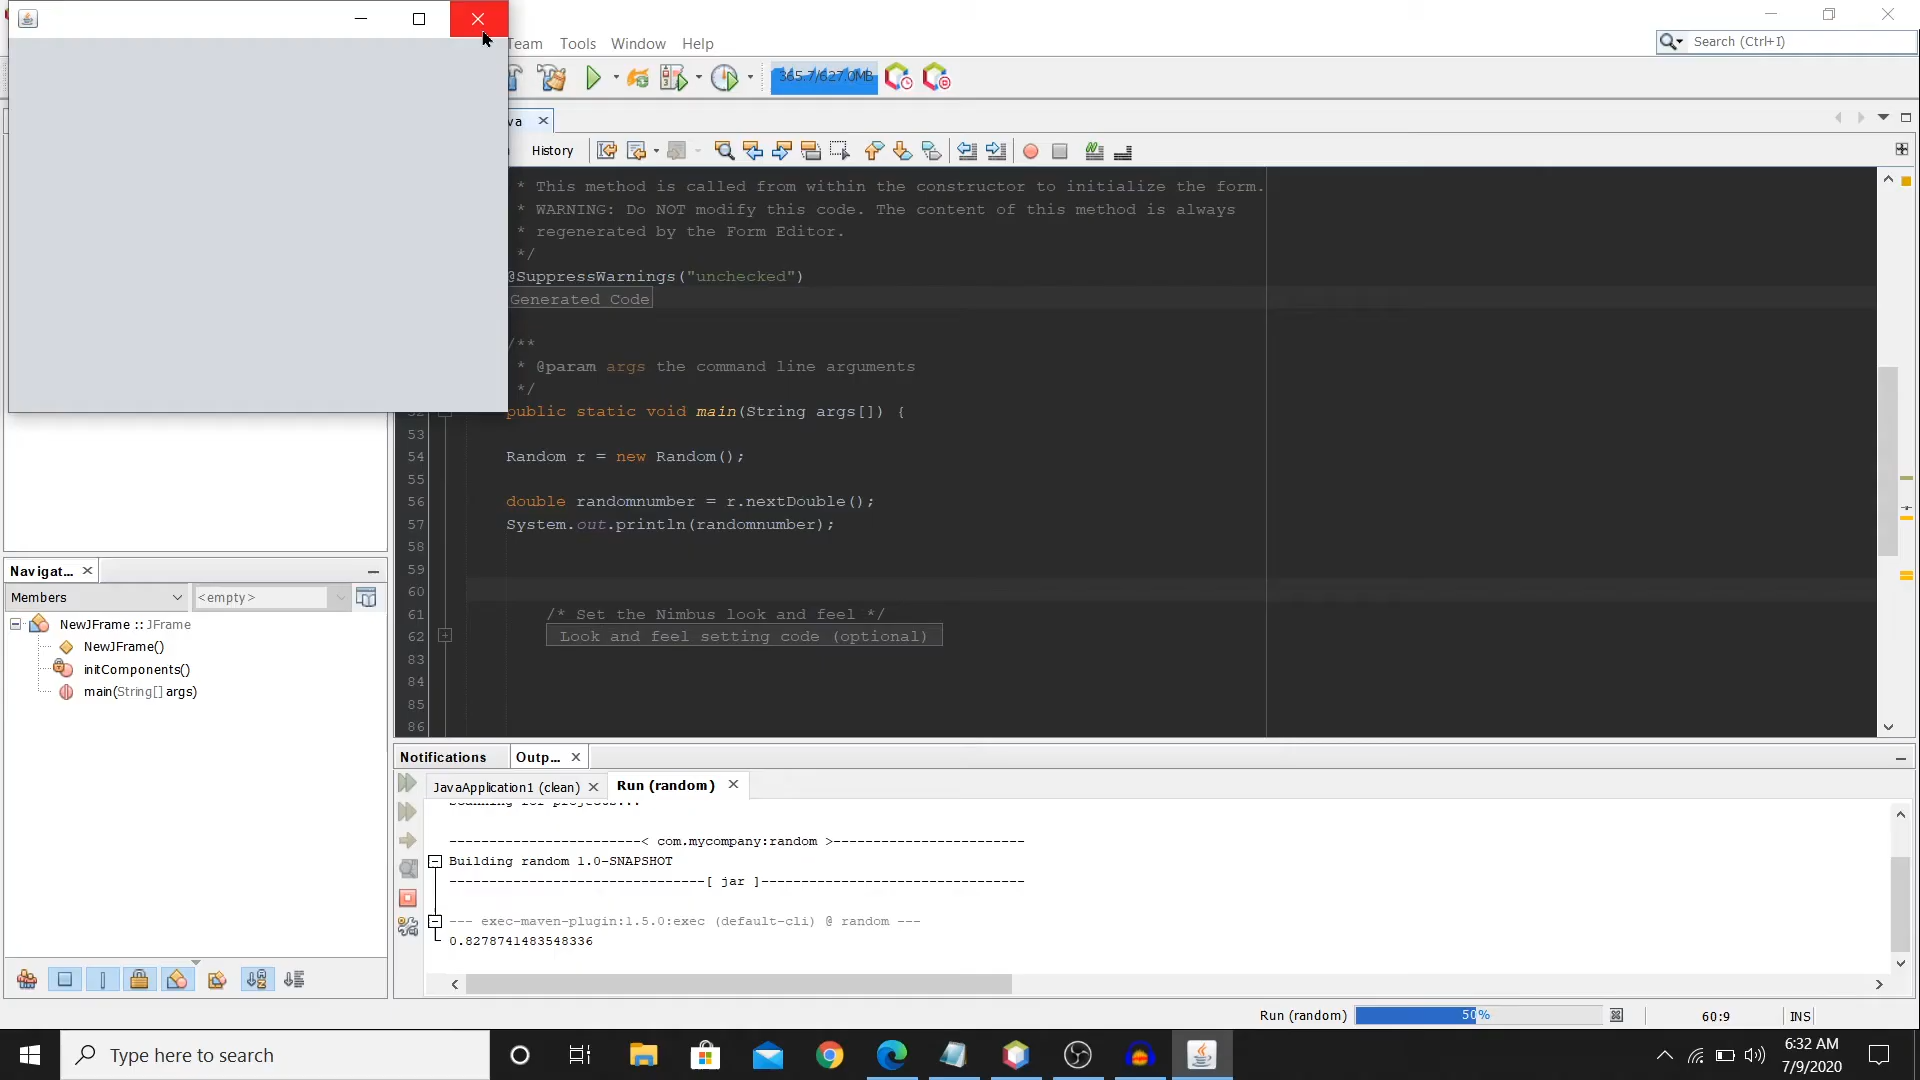 Team Tools Window Help
Search (Ctrl+I)
365.7/627.0MB
va
History
* This method is called from within the constructor to initialize the form.
* WARNING: Do NOT modify this code. The content of this method is always
* regenerated by the Form Editor.
*/
@SuppressWarnings("unchecked")
Generated Code
/**
* @param args the command line arguments
*/
52 public static void main(String args[]) {
53
54 Random r = new Random();
55
56 double randomnumber = r.nextDouble();
57 System.out.println(randomnumber);
58
59
60
61 /* Set the Nimbus look and feel */
62 Look and feel setting code (optional)
83
84
85
86
Navigat...
Members
<empty>
NewJFrame :: JFrame
NewJFrame()
initComponents()
main(String[] args)
Notifications Outp...
JavaApplication1 (clean) Run (random)
Scanning for projects...
------------------------< com.mycompany:random >------------------------
Building random 1.0-SNAPSHOT
--------------------------------[ jar ]---------------------------------
--- exec-maven-plugin:1.5.0:exec (default-cli) @ random ---
0.8278741483548336
Run (random) 50% 60:9 INS
Type here to search
6:32 AM
7/9/2020